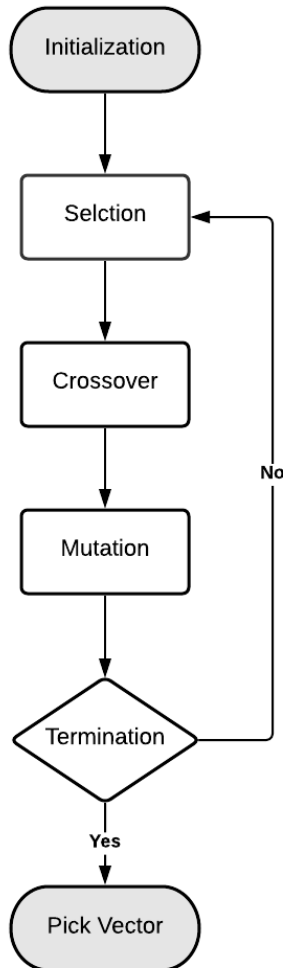 Initialization
Selction
Crossover
No
Mutation
Termination
Yes
Pick Vector